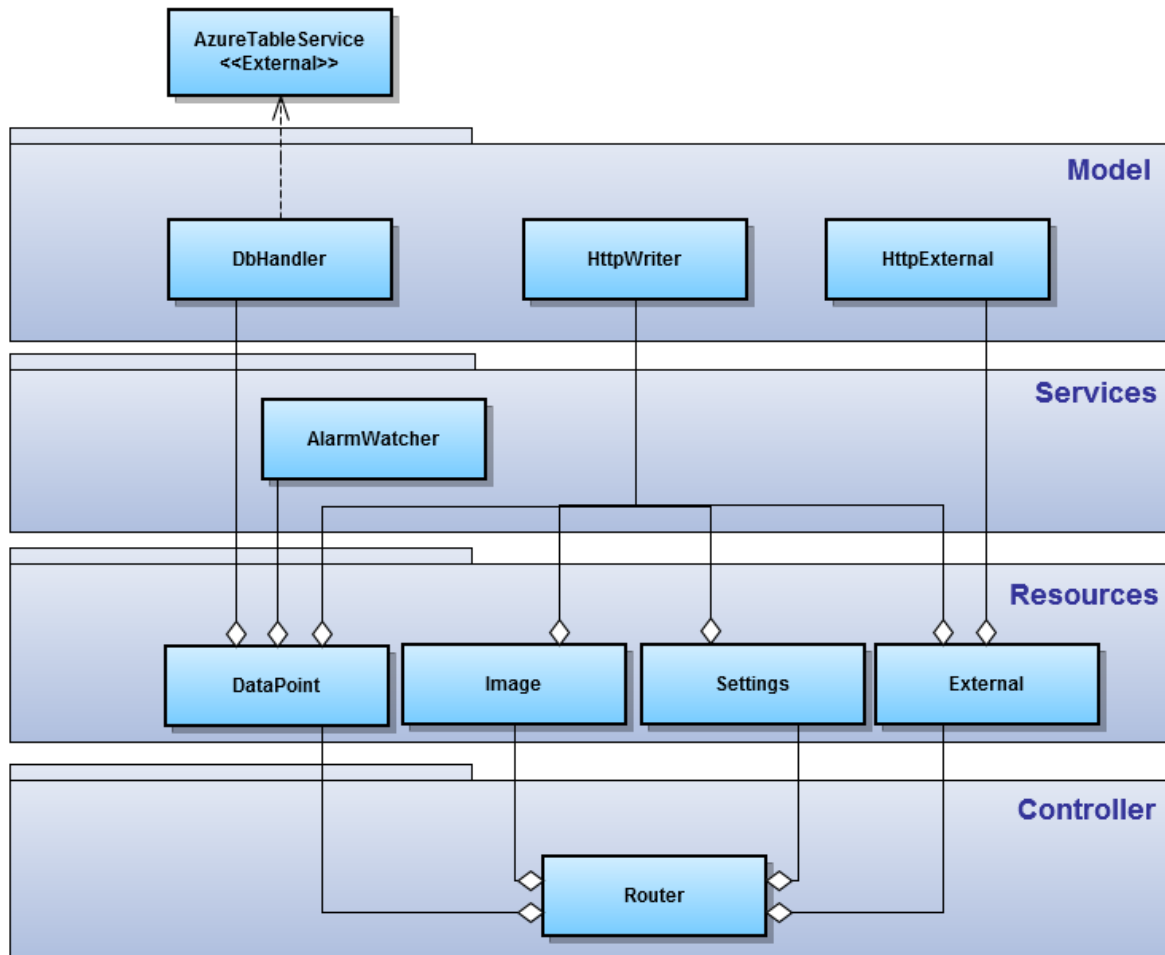 AzureTableService
<<External>>
Model
DbHandler
HttpWriter
HttpExternal
Services
AlarmWatcher
Resources
DataPoint
Image
Settings
External
Controller
Router